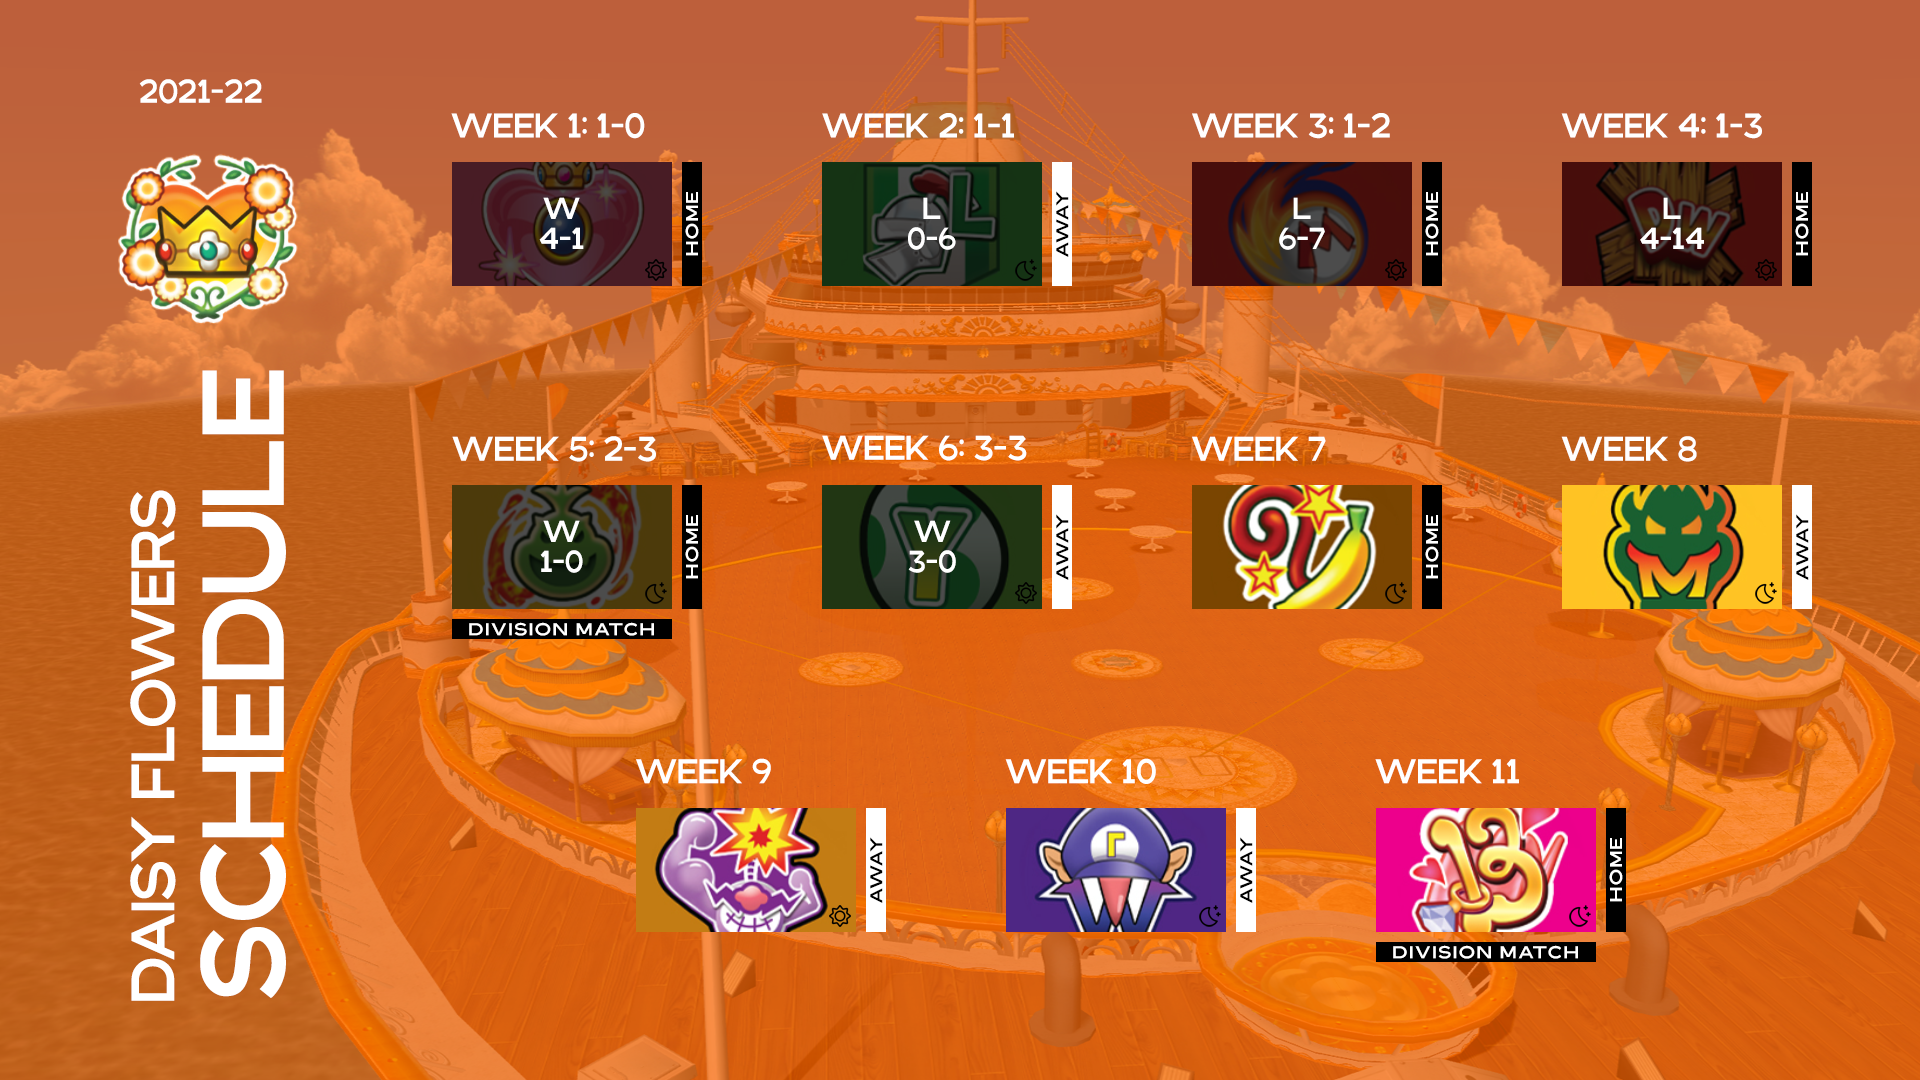 2021-22
DAISY FLOWERS
SCHEDULE
WEEK 1: 1-0
W
4-1
HOME
WEEK 2: 1-1
L
L
0-6
AWAY
WEEK 3: 1-2
L
6-7
HOME
WEEK 4: 1-3
L
4-14
DW
HOME
WEEK 5: 2-3
W
1-0
HOME
DIVISION MATCH
WEEK 6: 3-3
W
3-0
Y
AWAY
WEEK 7
HOME
WEEK 8
M
AWAY
WEEK 9
AWAY
WEEK 10
Γ
W
AWAY
WEEK 11
B
HOME
DIVISION MATCH